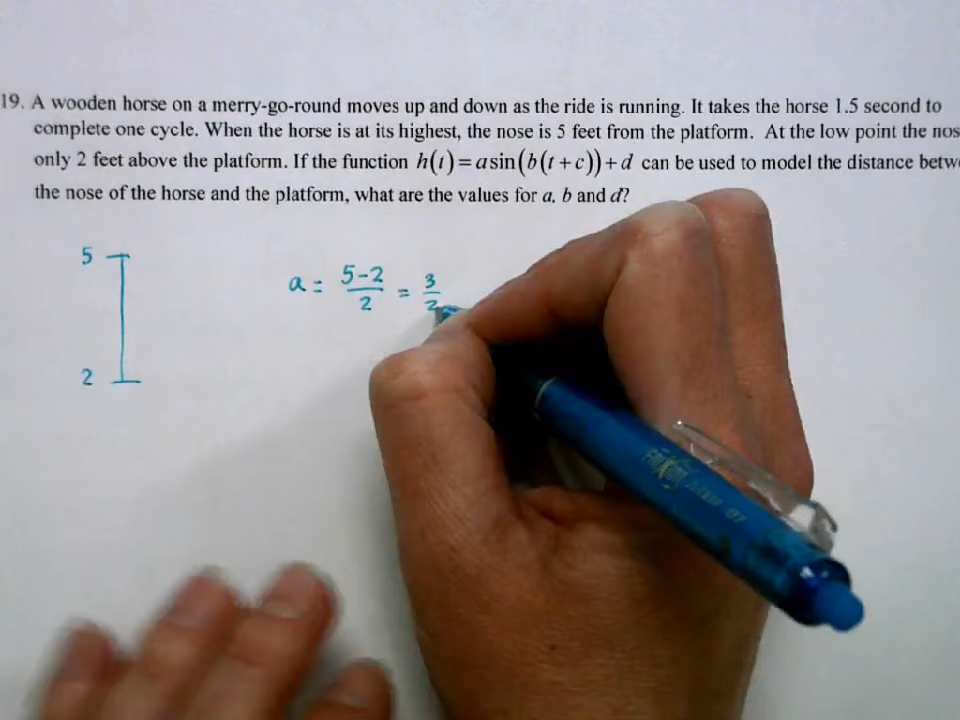 19. A wooden horse on a merry-go-round moves up and down as the ride is running. It takes the horse 1.5 second to
complete one cycle. When the horse is at its highest, the nose is 5 feet from the platform. At the low point the nos
only 2 feet above the platform. If the function h(t)=a sin(b(t+c))+d can be used to model the distance betw
the nose of the horse and the platform, what are the values for a, b and d?
5
2
a = (5-2)/2 = 3/2
FriXion
07